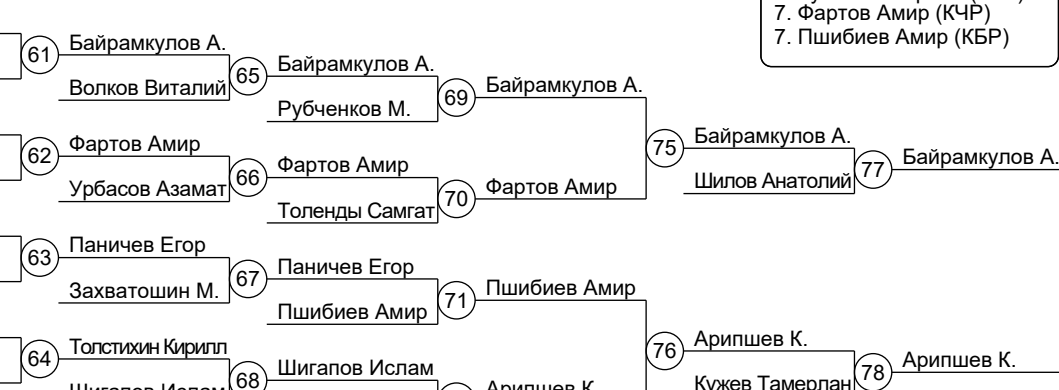 7. Фартов Амир (КЧР)
7. Пшибиев Амир (КБР)
61
Байрамкулов А.
Волков Виталий
65
Байрамкулов А.
Рубченков М.
69
Байрамкулов А.
62
Фартов Амир
Урбасов Азамат
66
Фартов Амир
Толенды Самгат
70
Фартов Амир
75
Байрамкулов А.
Шилов Анатолий
77
Байрамкулов А.
63
Паничев Егор
Захватошин М.
67
Паничев Егор
Пшибиев Амир
71
Пшибиев Амир
64
Толстихин Кирилл
Шигапов Ислам
68
Шигапов Ислам
Арипшев К.
76
Арипшев К.
Кужев Тамерлан
78
Арипшев К.